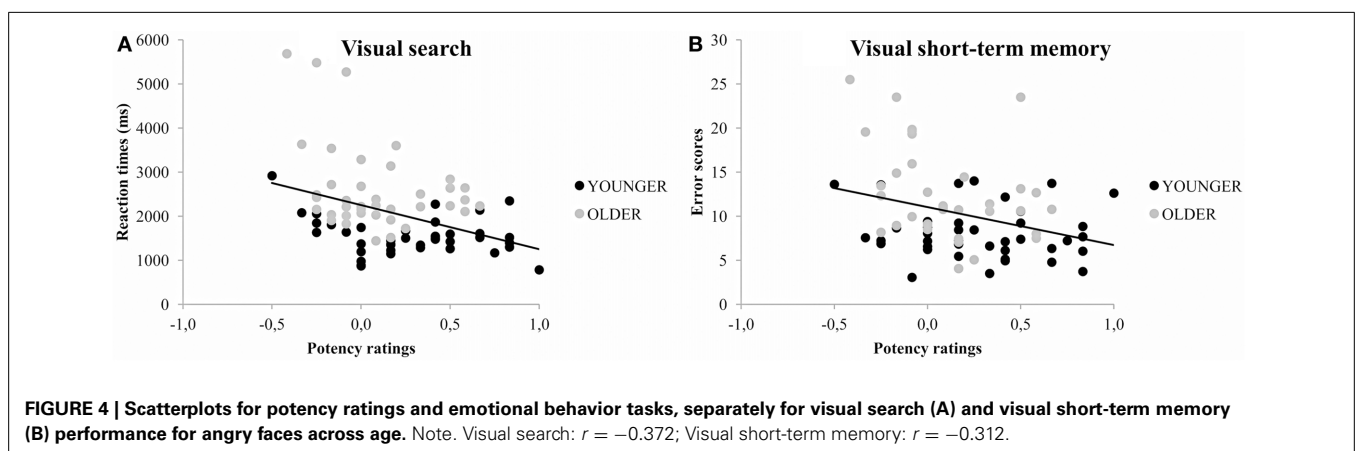 A Visual search
6000
5000
4000
3000
2000
1000
0
Reaction times (ms)
-1,0 -0,5 0,0 0,5 1,0
Potency ratings
YOUNGER
OLDER
B Visual short-term memory
30
25
20
15
10
5
0
Error scores
-1,0 -0,5 0,0 0,5 1,0
Potency ratings
YOUNGER
OLDER
FIGURE 4 | Scatterplots for potency ratings and emotional behavior tasks, separately for visual search (A) and visual short-term memory
(B) performance for angry faces across age. Note. Visual search: r = −0.372; Visual short-term memory: r = −0.312.